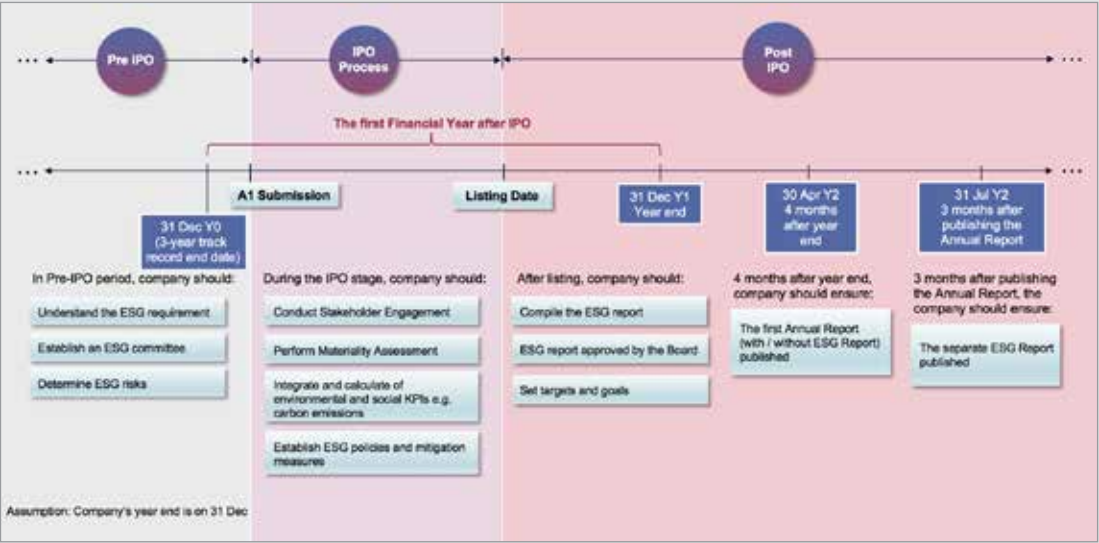 Pre IPO
IPO
Process
Post
IPO
The first Financial Year after IPO
A1 Submission
Listing Date
31 Dec Y0
(3-year track
record end date)
31 Dec Y1
Year end
30 Apr Y2
4 months
after year
end
31 Jul Y2
3 months after
publishing the
Annual Report
In Pre-IPO period, company should:
Understand the ESG requirement
Establish an ESG committee
Determine ESG risks
During the IPO stage, company should:
Conduct Stakeholder Engagement
Perform Materiality Assessment
Integrate and calculate of
environmental and social KPIs e.g.
carbon emissions
Establish ESG policies and mitigation
measures
After listing, company should:
Compile the ESG report
ESG report approved by the Board
Set targets and goals
4 months after year end,
company should ensure:
The first Annual Report
(with / without ESG Report)
published
3 months after publishing
the Annual Report, the
company should ensure:
The separate ESG Report
published
Assumption: Company's year end is on 31 Dec